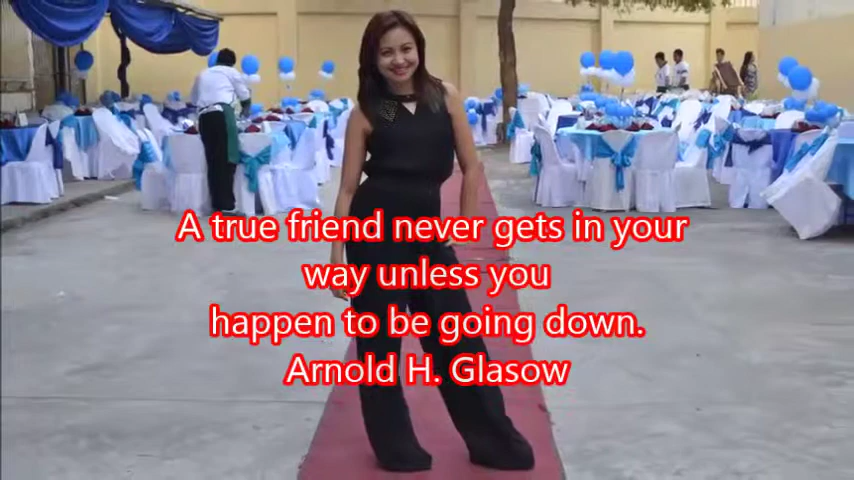 A true friend never gets in your
way unless you
happen to be going down.
Arnold H. Glasow